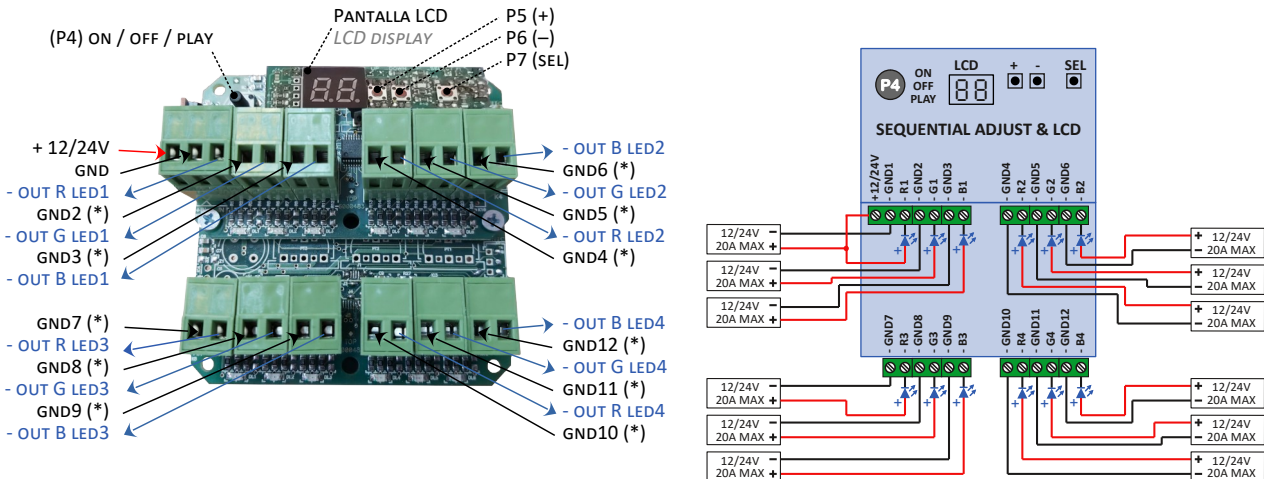 PANTALLA LCD
LCD DISPLAY
P5 (+)
P6 (–)
P7 (SEL)
(P4) ON / OFF / PLAY
+ 12/24V
GND
- OUT R LED1
GND2 (*)
- OUT G LED1
GND3 (*)
- OUT B LED1
- OUT B LED2
GND6 (*)
- OUT G LED2
GND5 (*)
- OUT R LED2
GND4 (*)
GND7 (*)
- OUT R LED3
GND8 (*)
- OUT G LED3
GND9 (*)
- OUT B LED3
- OUT B LED4
GND12 (*)
- OUT G LED4
GND11 (*)
- OUT R LED4
GND10 (*)
P4
ON
OFF
PLAY
LCD
88
+
-
SEL
SEQUENTIAL ADJUST & LCD
+12/24V
- GND1
- R1
- GND2
- G1
- GND3
- B1
- GND4
- R2
- GND5
- G2
- GND6
- B2
12/24V –
20A MAX +
12/24V –
20A MAX +
12/24V –
20A MAX +
+ 12/24V
– 20A MAX
+ 12/24V
– 20A MAX
+ 12/24V
– 20A MAX
- GND7
- R3
- GND8
- G3
- GND9
- B3
- GND10
- R4
- GND11
- G4
- GND12
- B4
12/24V –
20A MAX +
12/24V –
20A MAX +
12/24V –
20A MAX +
+ 12/24V
– 20A MAX
+ 12/24V
– 20A MAX
+ 12/24V
– 20A MAX